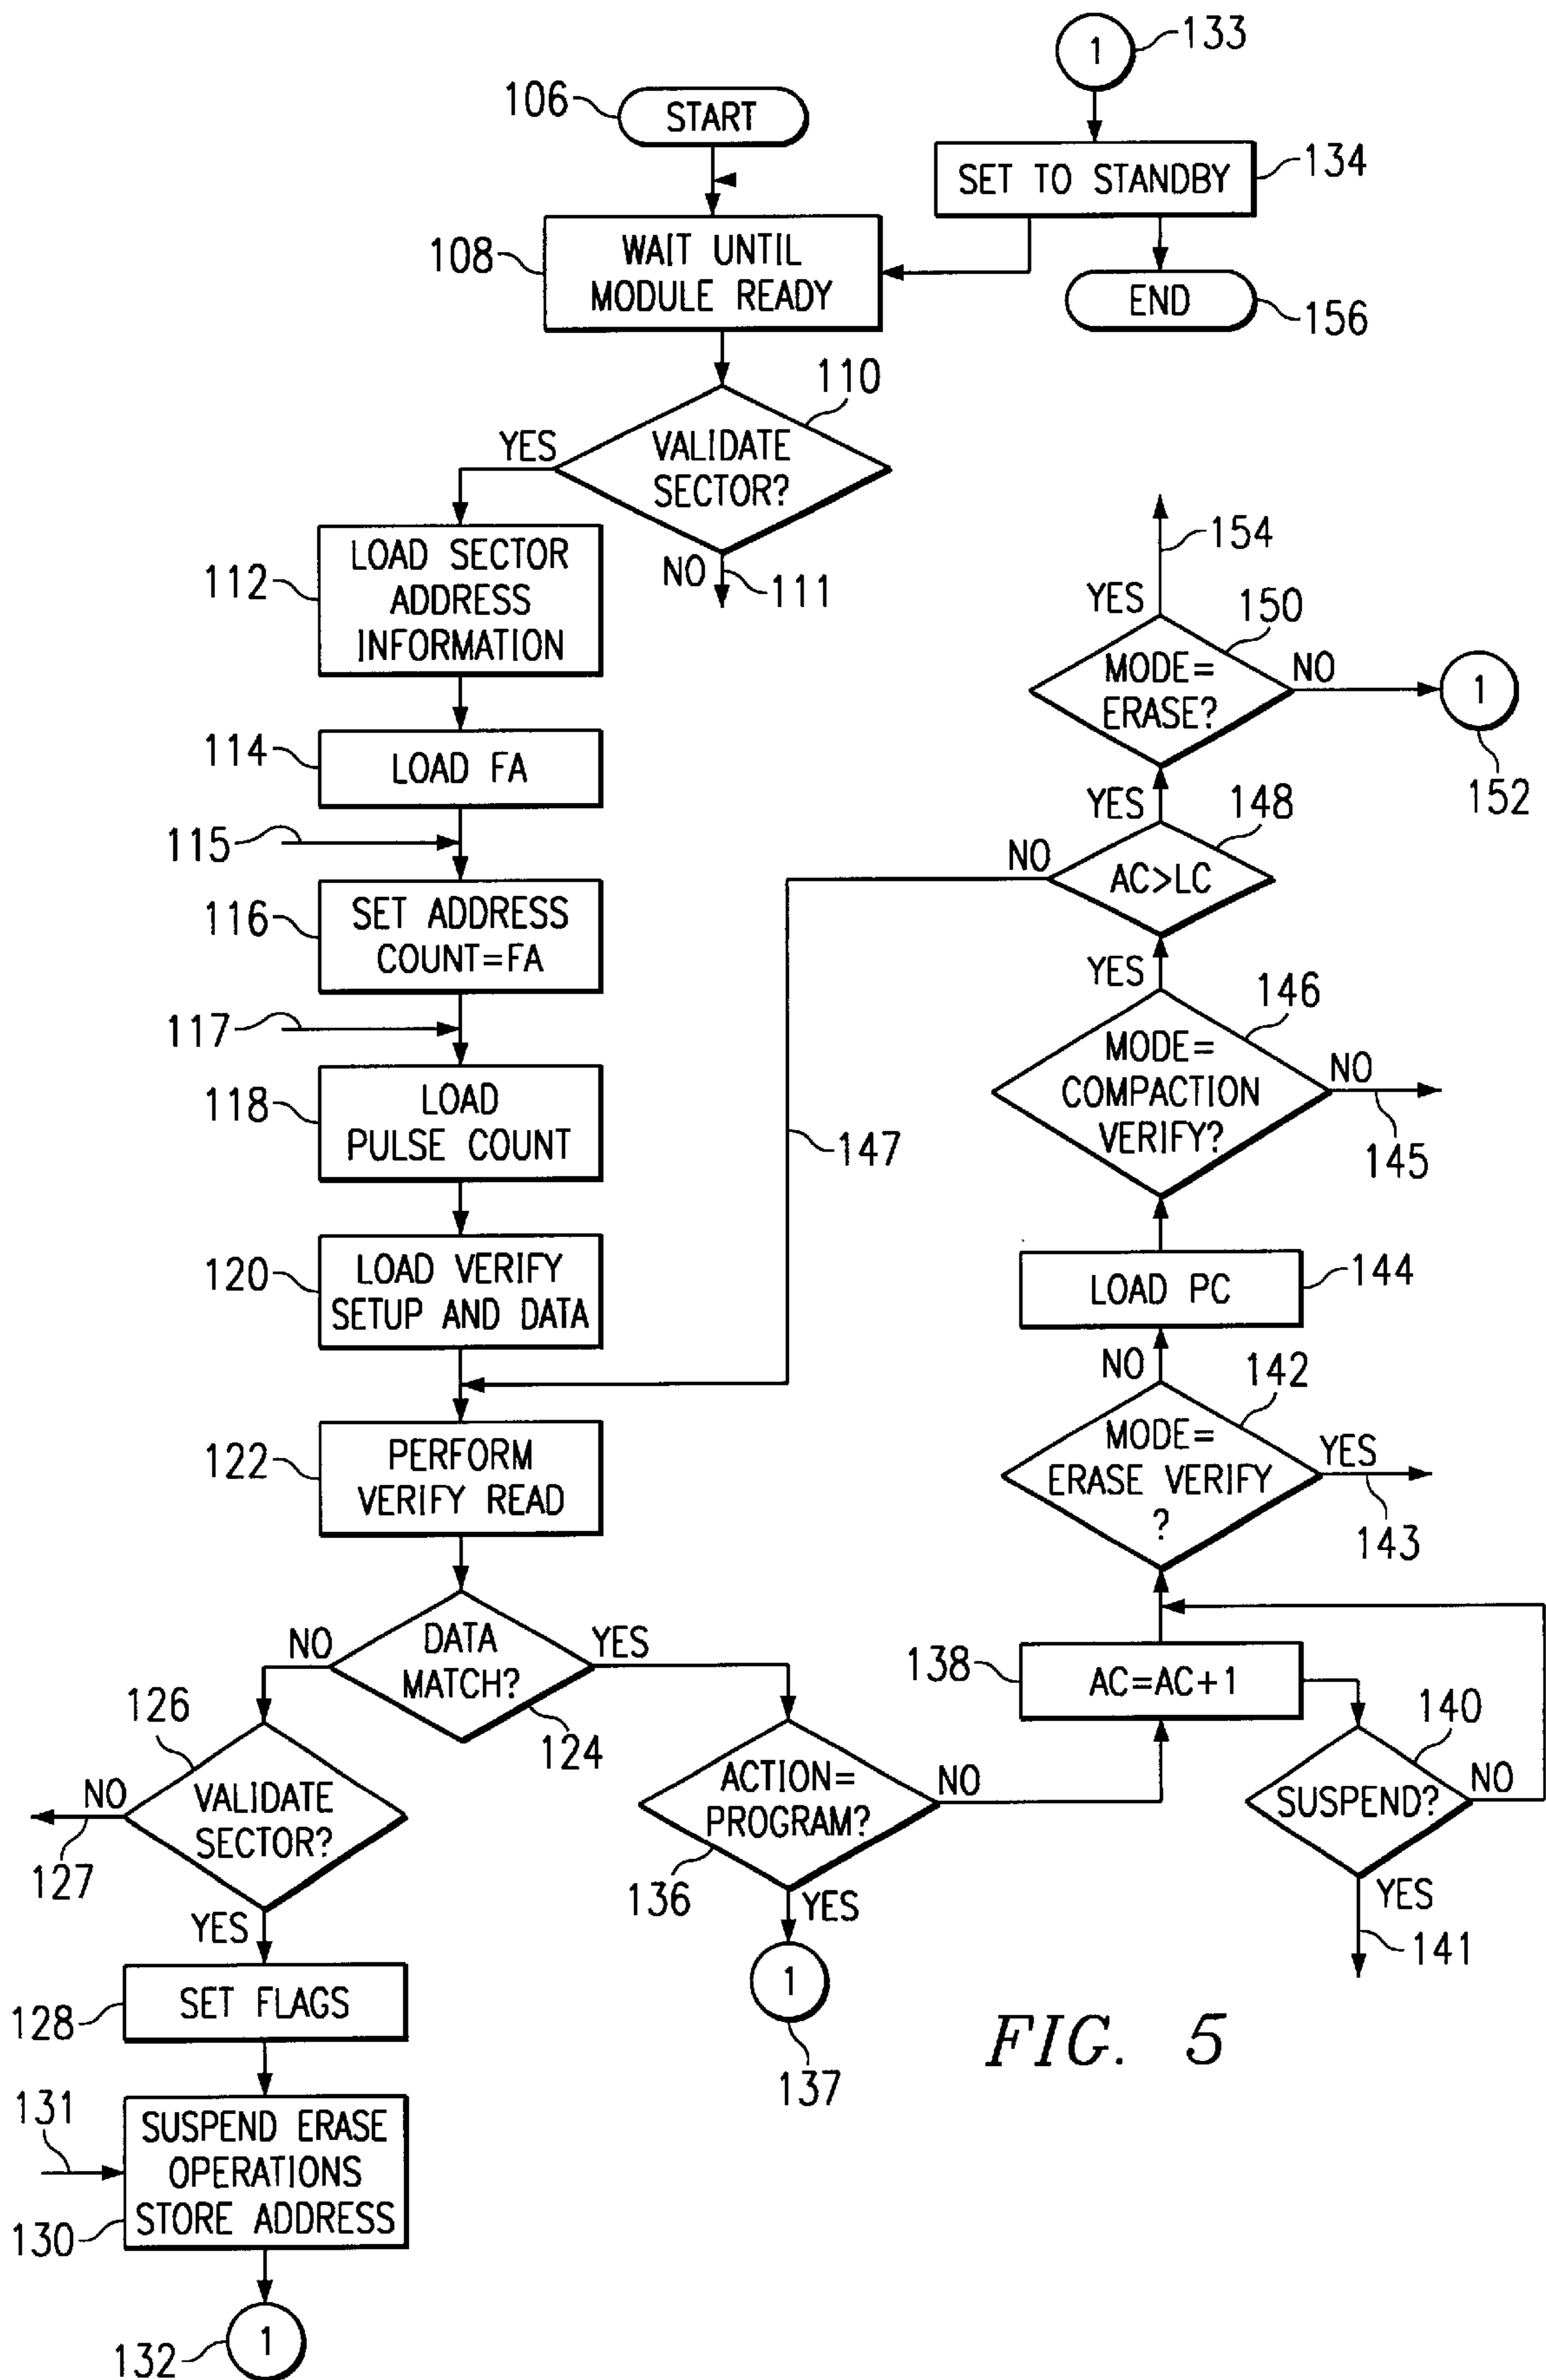 1
133
106
START
SET TO STANDBY
134
108
WAIT UNTIL
MODULE READY
END
156
110
VALIDATE
SECTOR?
YES
NO
111
112
LOAD SECTOR
ADDRESS
INFORMATION
114
LOAD FA
115
116
SET ADDRESS
COUNT=FA
117
118
LOAD
PULSE COUNT
120
LOAD VERIFY
SETUP AND DATA
122
PERFORM
VERIFY READ
NO
DATA
MATCH?
YES
124
126
NO
VALIDATE
SECTOR?
127
YES
128
SET FLAGS
131
SUSPEND ERASE
OPERATIONS
STORE ADDRESS
130
1
132
ACTION=
PROGRAM?
NO
136
YES
1
137
154
YES
150
MODE=
ERASE?
NO
1
152
YES
148
NO
AC>LC
YES
146
MODE=
COMPACTION
VERIFY?
NO
145
147
LOAD PC
144
NO
142
MODE=
ERASE VERIFY
?
YES
143
138
AC=AC+1
140
SUSPEND?
NO
YES
141
FIG. 5